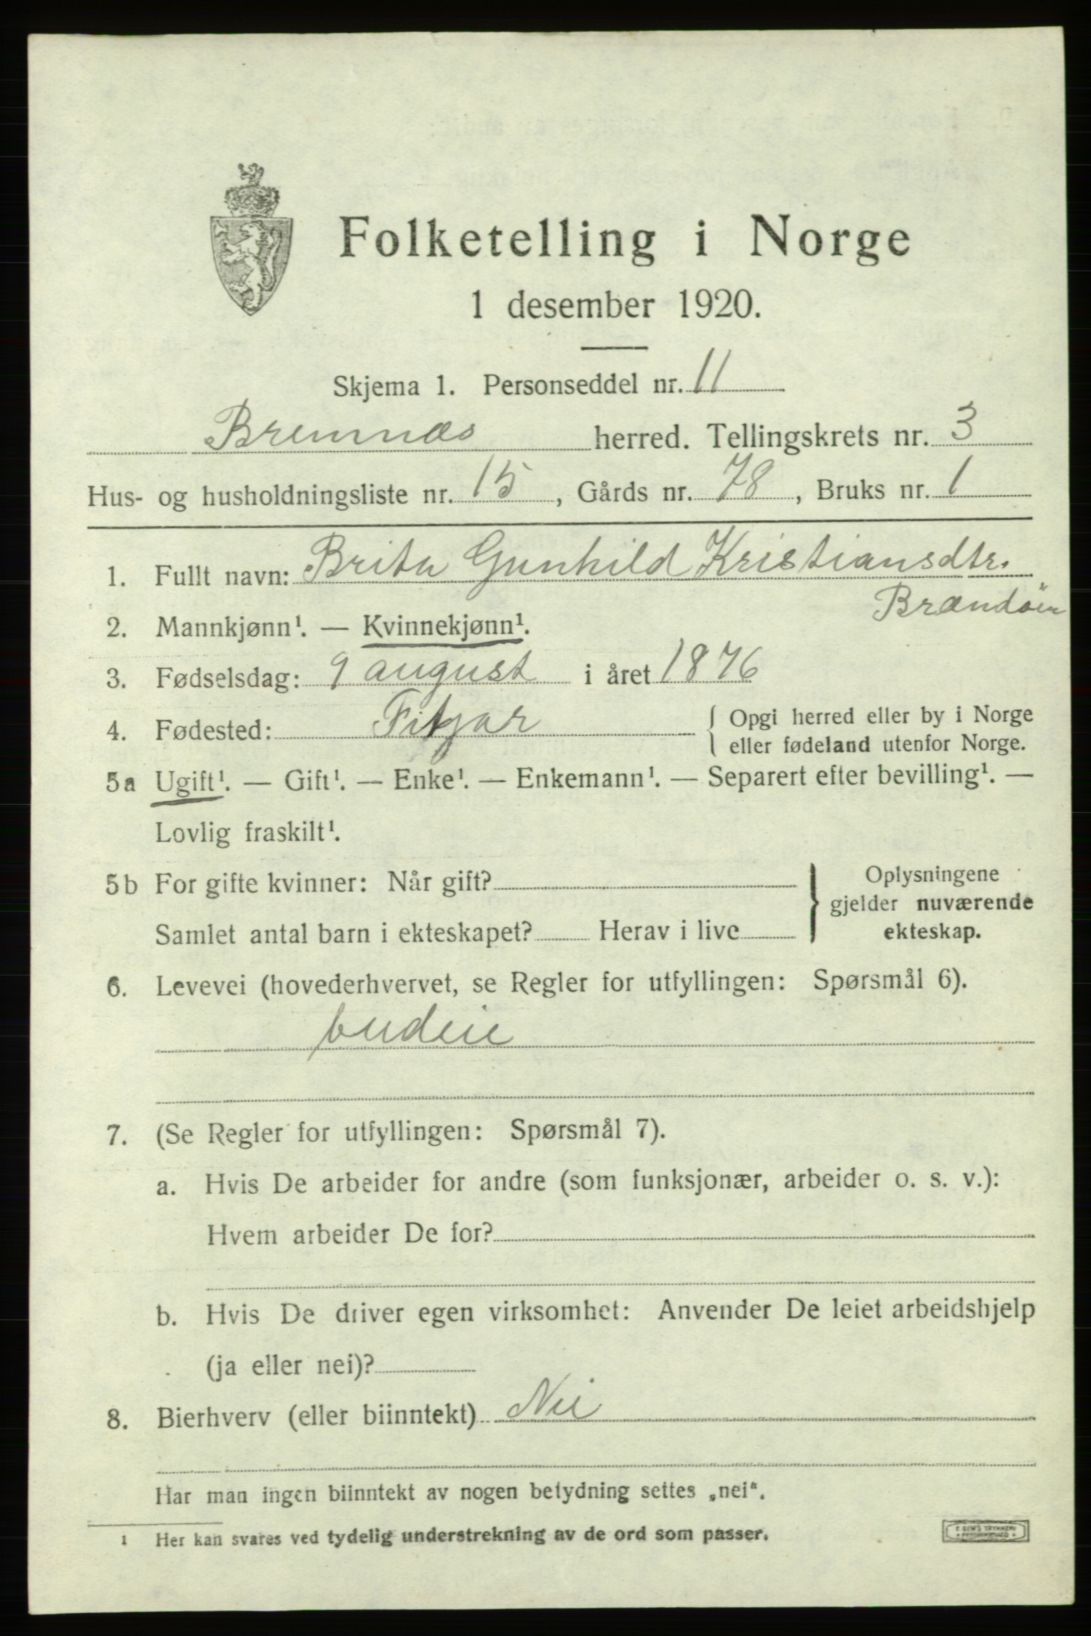 Folketelling i Norge
1 desember 1920.
Skjema 1. Personseddel nr. 11
Bremnæs herred. Tellingskrets nr. 3
Hus- og husholdningsliste nr. 15, Gårds nr. 78, Bruks nr. 1
1. Fullt navn: Brita Gunhild Kristiansdtr.
Brændøen
2. Mannkjønn¹. — Kvinnekjønn¹.
3. Fødselsdag: 9 august i året 1876
4. Fødested: Fitjar { Opgi herred eller by i Norge
eller fødeland utenfor Norge.
5a Ugift¹. — Gift¹. — Enke¹. — Enkemann¹. — Separert efter bevilling¹. —
Lovlig fraskilt¹.
5b For gifte kvinner: Når gift? } Oplysningene
gjelder nuværende
Samlet antal barn i ekteskapet? Herav i live ekteskap.
6. Levevei (hovederhvervet, se Regler for utfyllingen: Spørsmål 6).
budeie
7. (Se Regler for utfyllingen: Spørsmål 7).
a. Hvis De arbeider for andre (som funksjonær, arbeider o. s. v.):
Hvem arbeider De for?
b. Hvis De driver egen virksomhet: Anvender De leiet arbeidshjelp
(ja eller nei)?
8. Bierhverv (eller biinntekt) Nei
Har man ingen biinntekt av nogen betydning settes „nei“.
1 Her kan svares ved tydelig understrekning av de ord som passer.